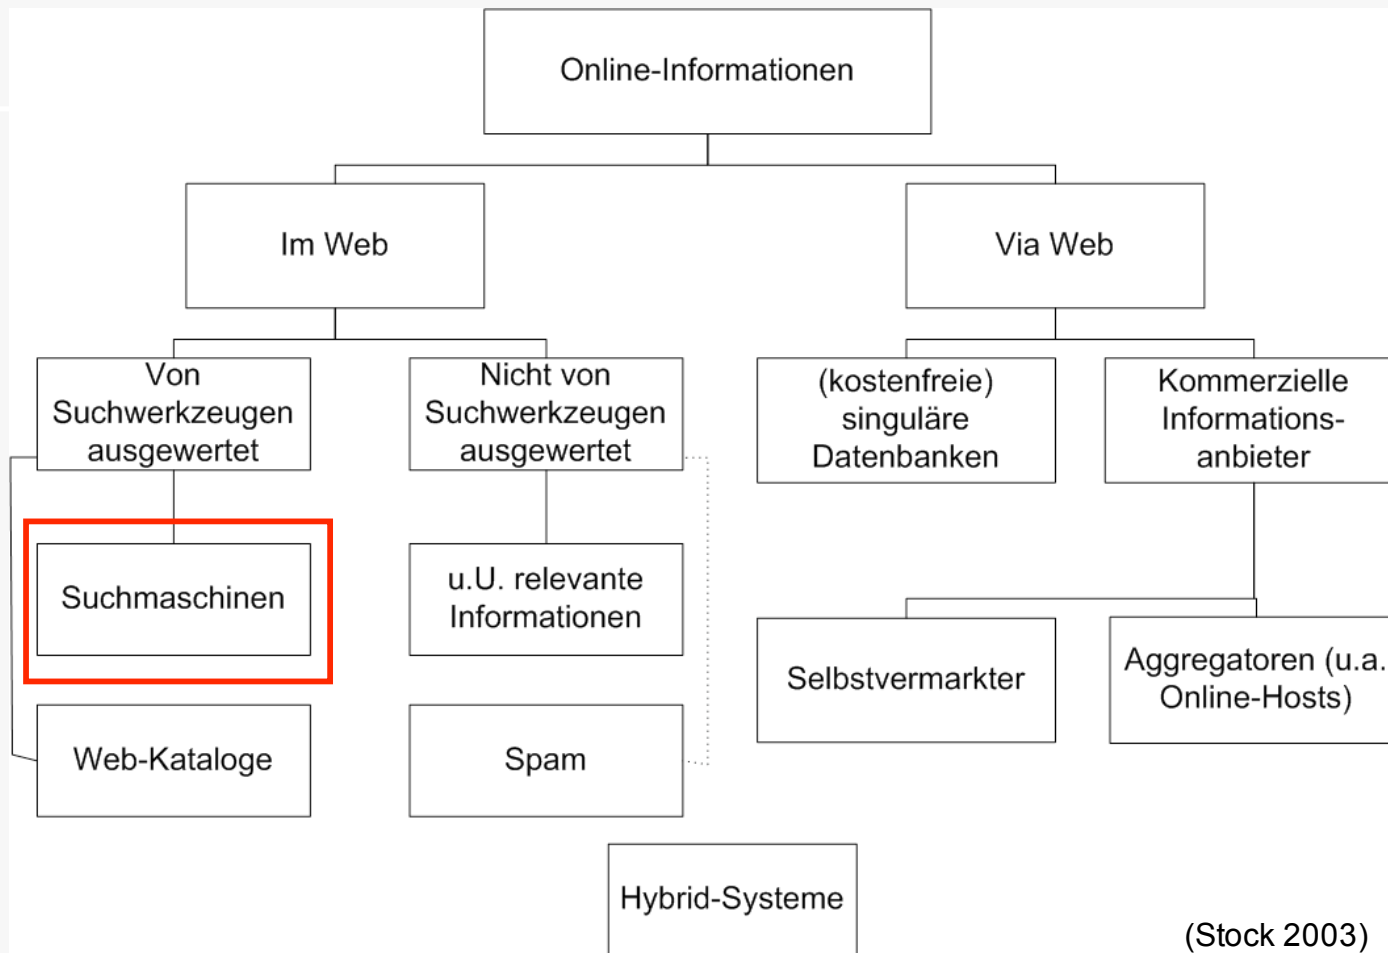 Online-Informationen
Im Web
Via Web
Von
Suchwerkzeugen
ausgewertet
Nicht von
Suchwerkzeugen
ausgewertet
(kostenfreie)
singuläre
Datenbanken
Kommerzielle
Informations-
anbieter
Suchmaschinen
u.U. relevante
Informationen
Selbstvermarkter
Aggregatoren (u.a.
Online-Hosts)
Web-Kataloge
Spam
Hybrid-Systeme
(Stock 2003)